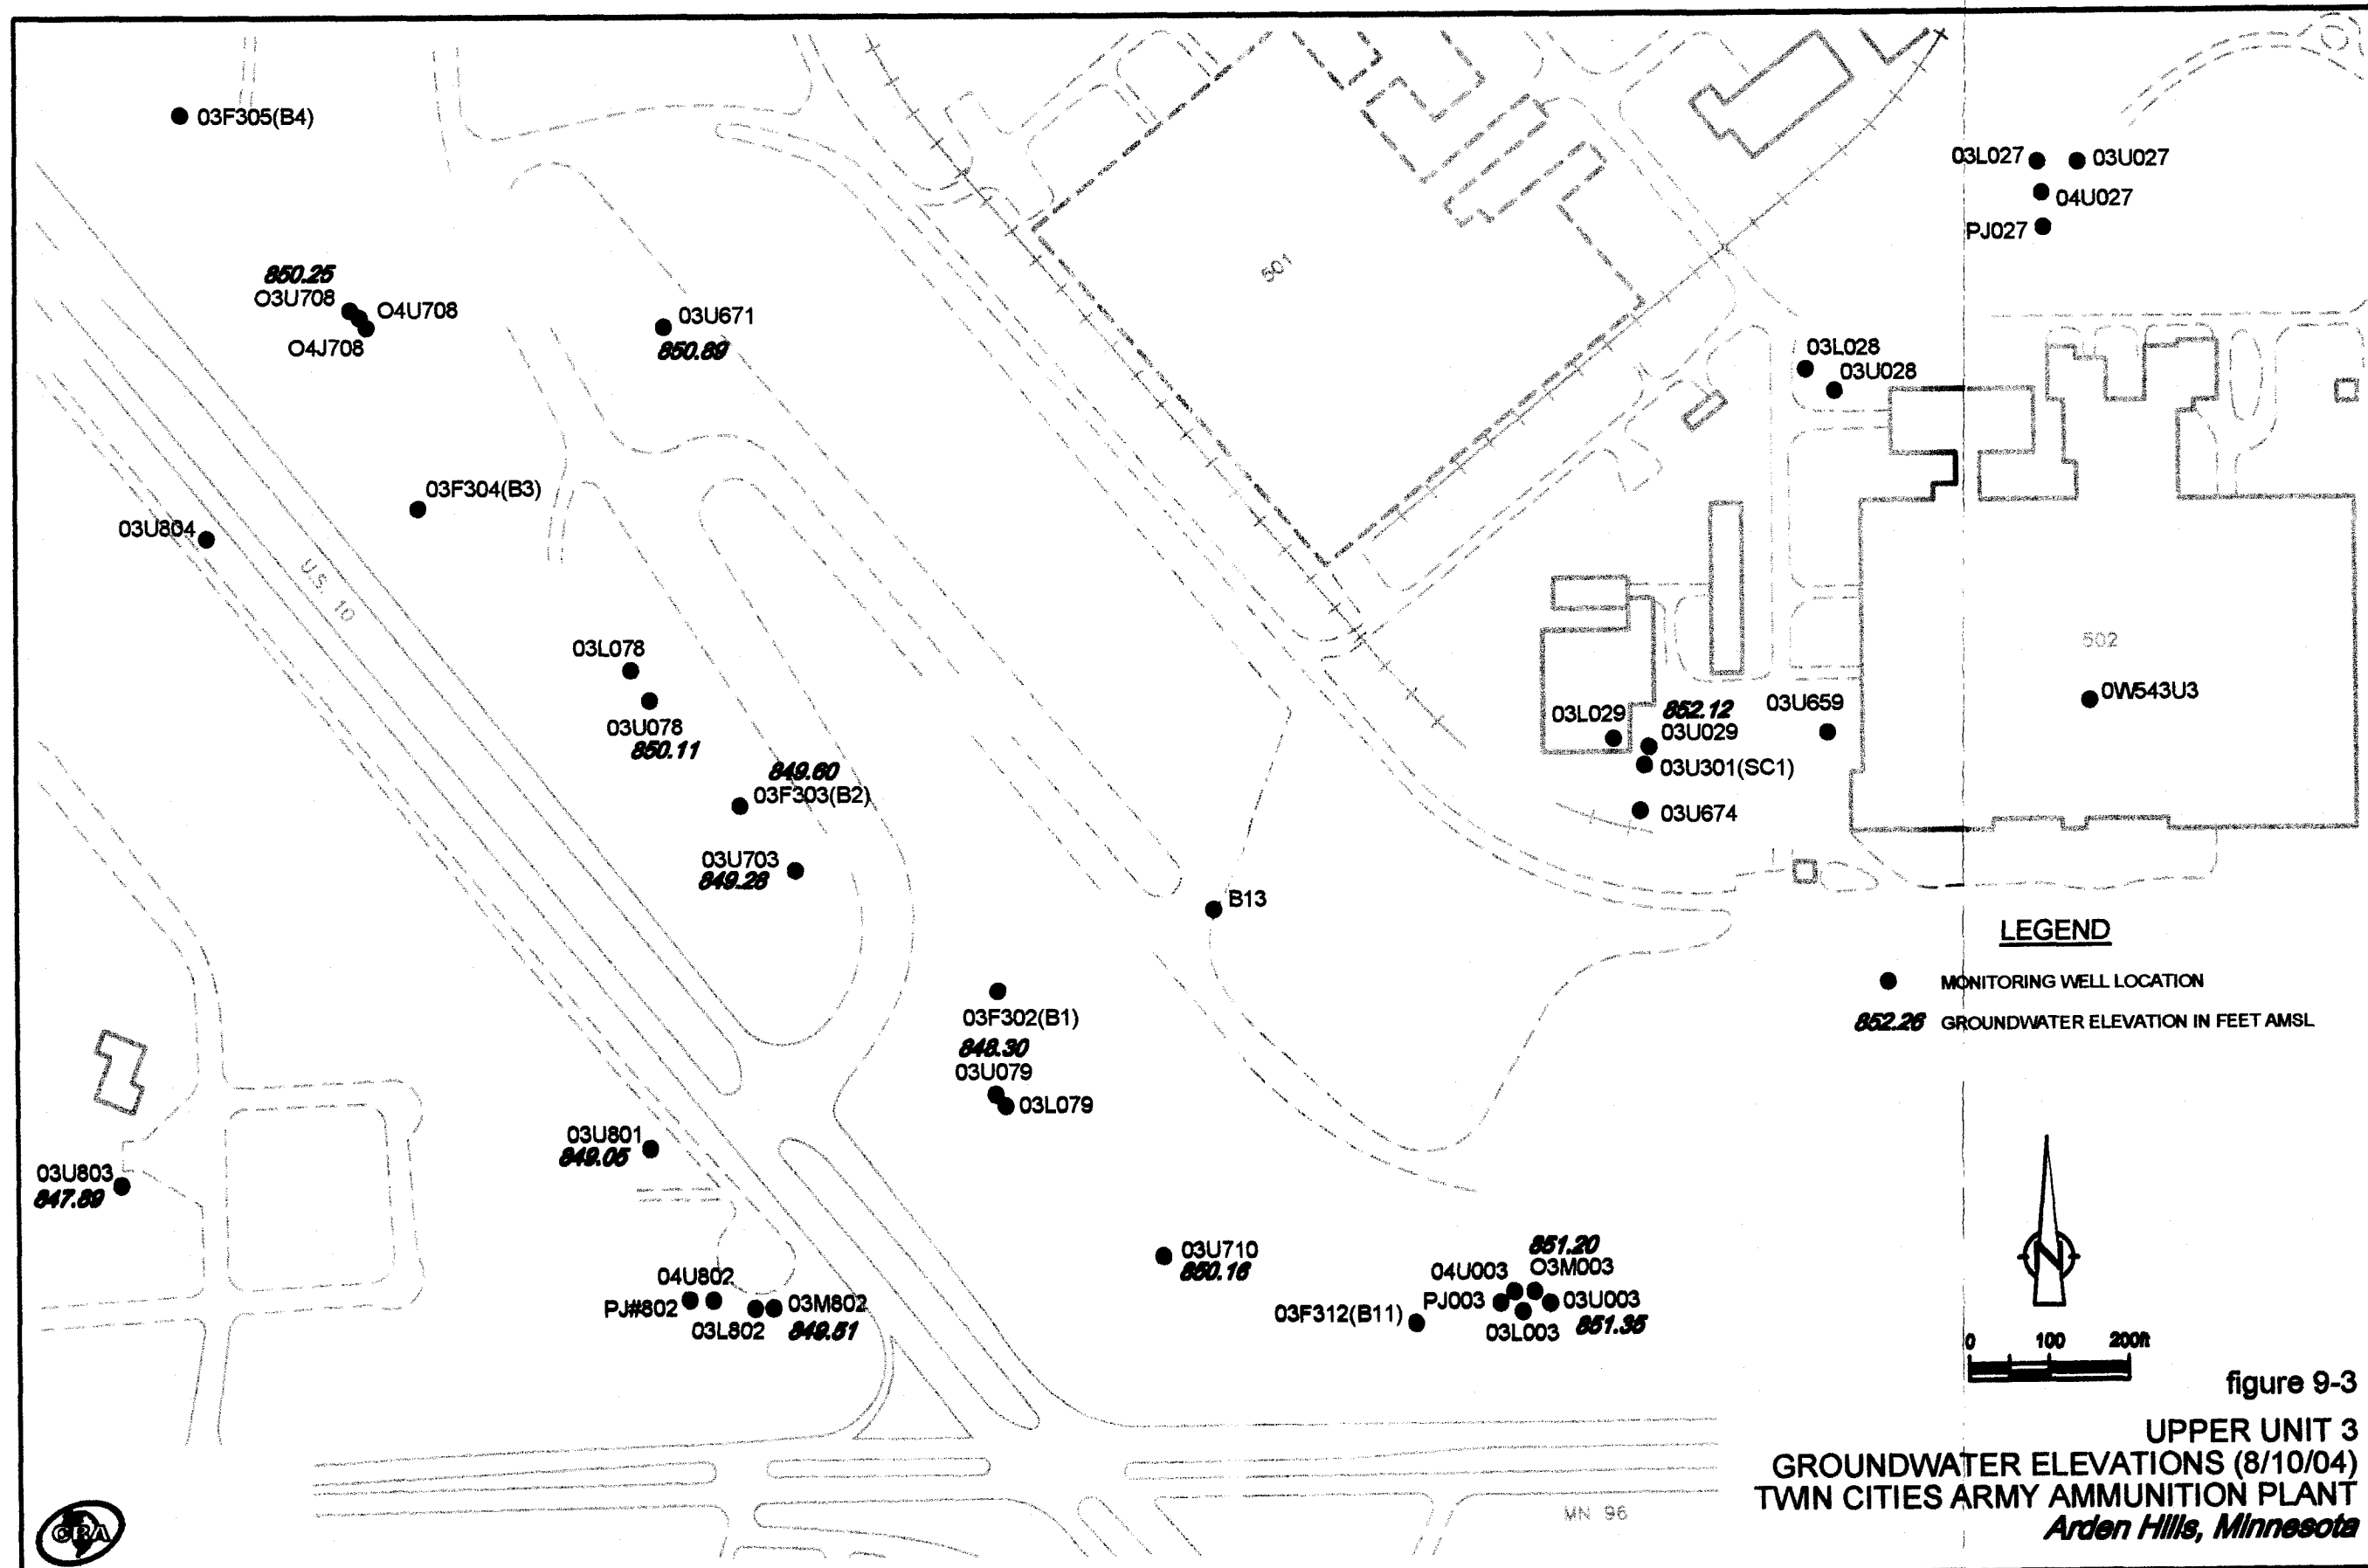 03F305(B4)
03L027
03U027
04U027
PJ027
850.25
O3U708
O4U708
O4J708
03U671
850.89
501
03L028
03U028
03F304(B3)
03U804
U.S. 10
03L078
03U078
850.11
849.60
03F303(B2)
03U703
849.28
502
0W543U3
03L029
852.12
03U029
03U659
03U301(SC1)
03U674
B13
LEGEND
MONITORING WELL LOCATION
852.26 GROUNDWATER ELEVATION IN FEET AMSL
03F302(B1)
848.30
03U079
03L079
03U801
849.05
03U803
847.89
03U710
850.16
851.20
04U003
O3M003
PJ003
03U003
03F312(B11)
03L003
851.35
04U802
PJ#802
03M802
03L802
849.51
N
0 100 200ft
figure 9-3
UPPER UNIT 3
GROUNDWATER ELEVATIONS (8/10/04)
TWIN CITIES ARMY AMMUNITION PLANT
Arden Hills, Minnesota
MN 96
CRA